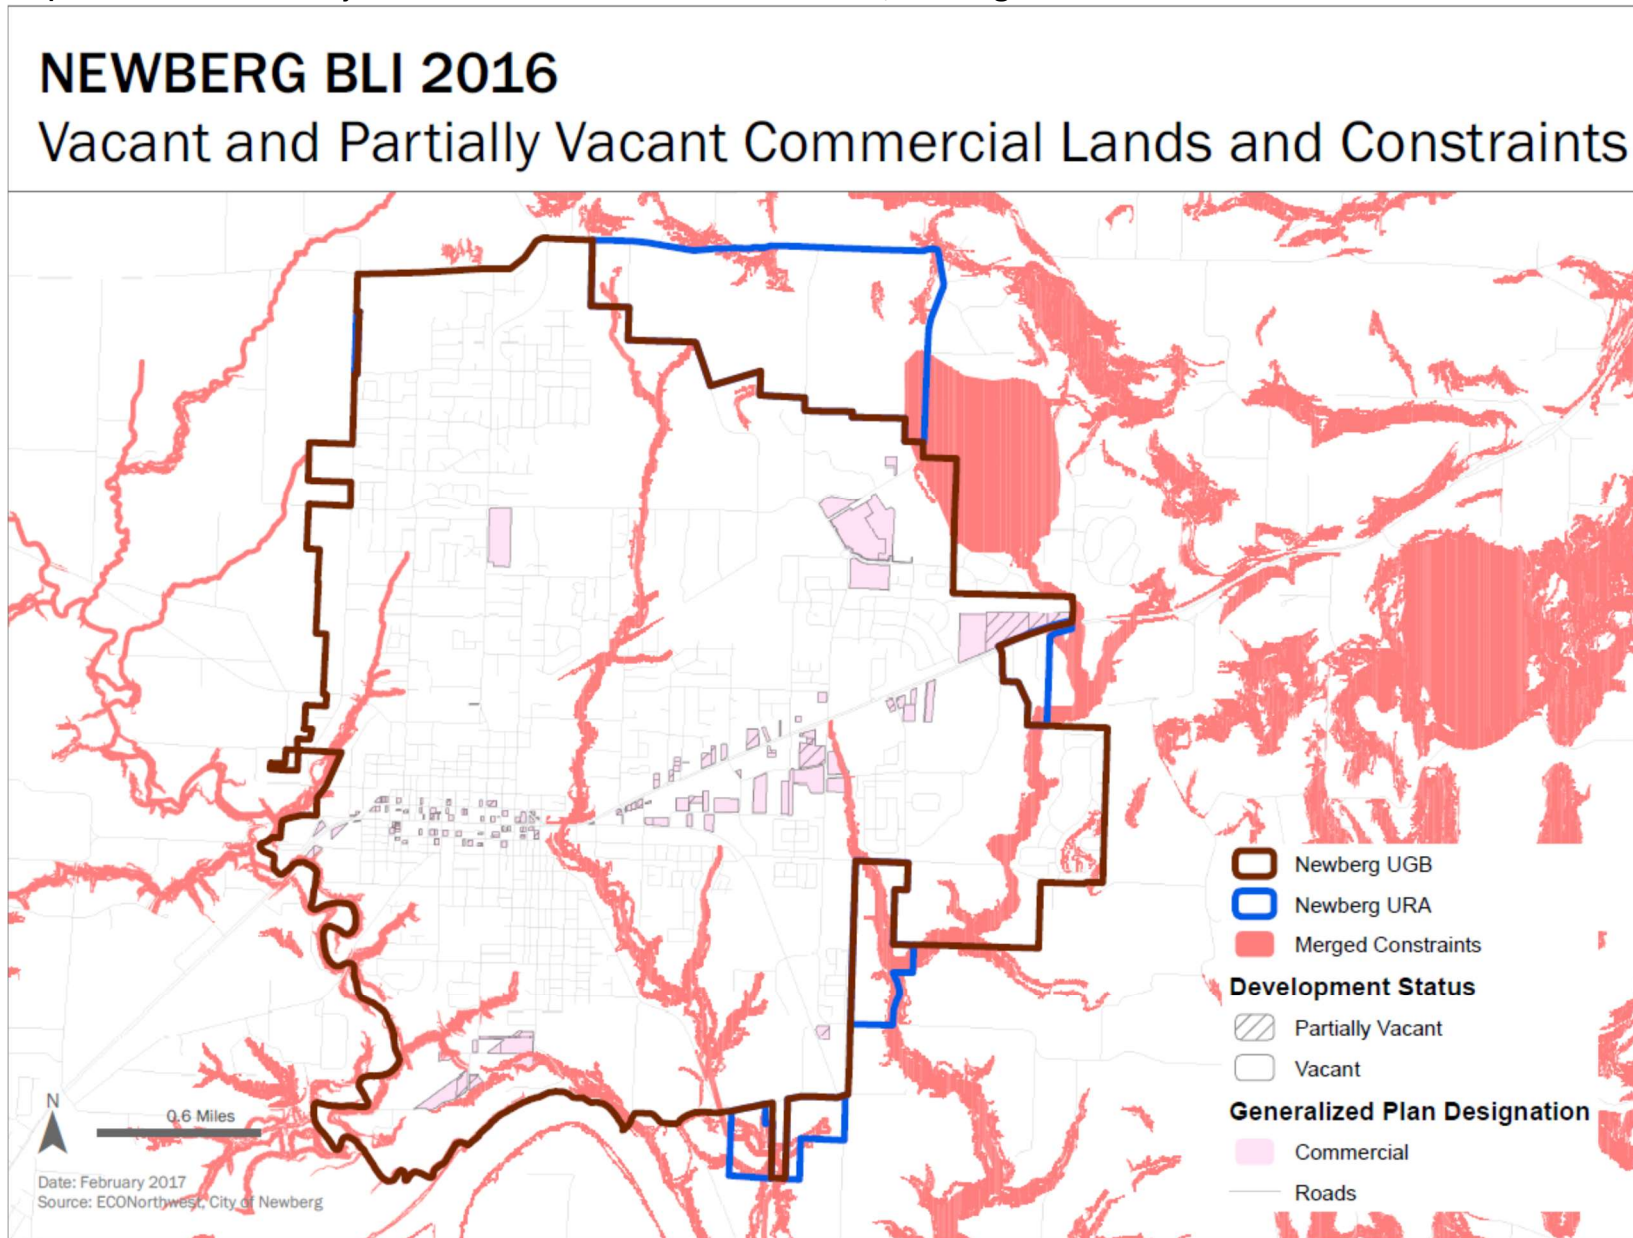 NEWBERG BLI 2016
Vacant and Partially Vacant Commercial Lands and Constraints
Newberg UGB
Newberg URA
Merged Constraints
Development Status
Partially Vacant
Vacant
Generalized Plan Designation
Commercial
Roads
N
0.6 Miles
Date: February 2017
Source: ECONorthwest, City of Newberg